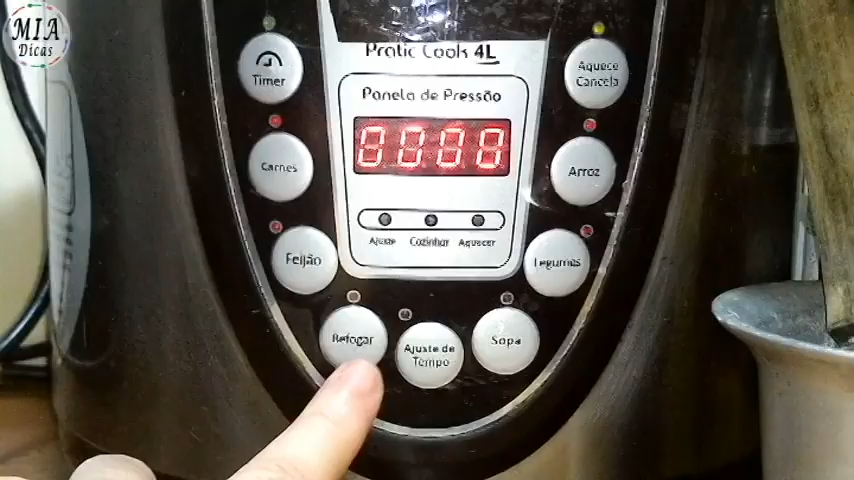 MIA
Dicas
Pratic Cook 4L
Panela de Pressão
0000
Timer
Aquece
Cancela
Carnes
Arroz
Ajuste
Cozinhar
Aquecer
Feijão
Legumes
Refogar
Ajuste de
Tempo
Sopa